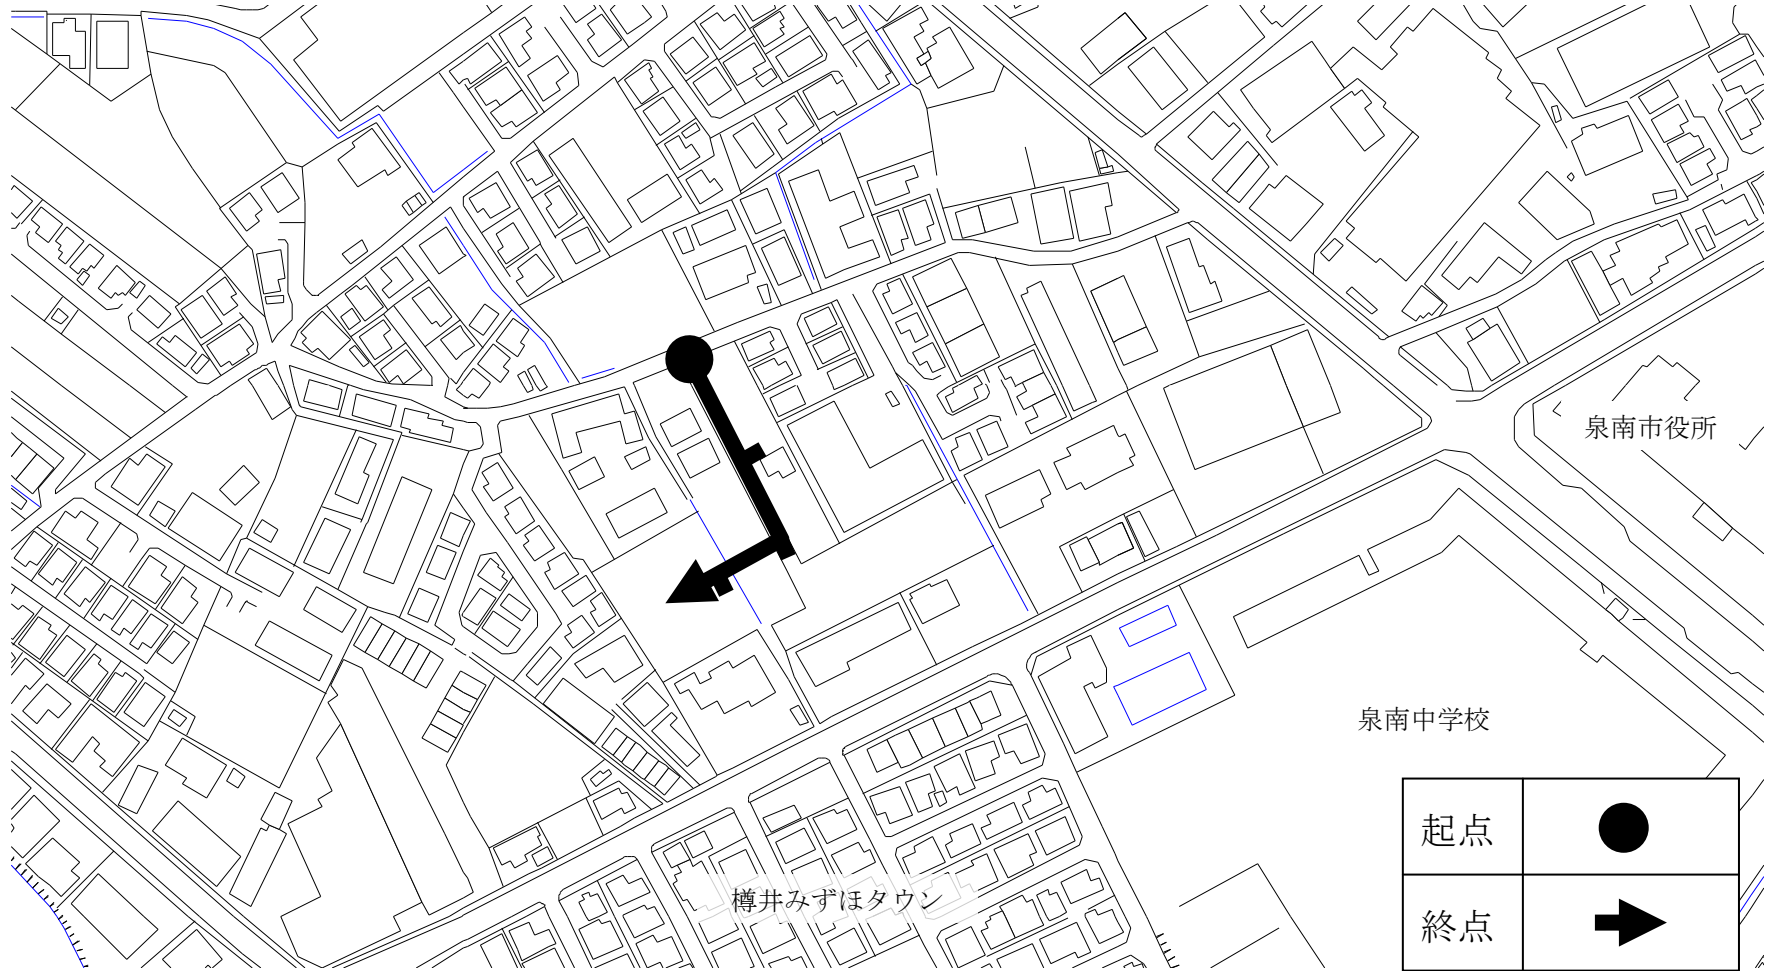 泉南市役所
泉南中学校
起点
終点
樽井みずほタウン